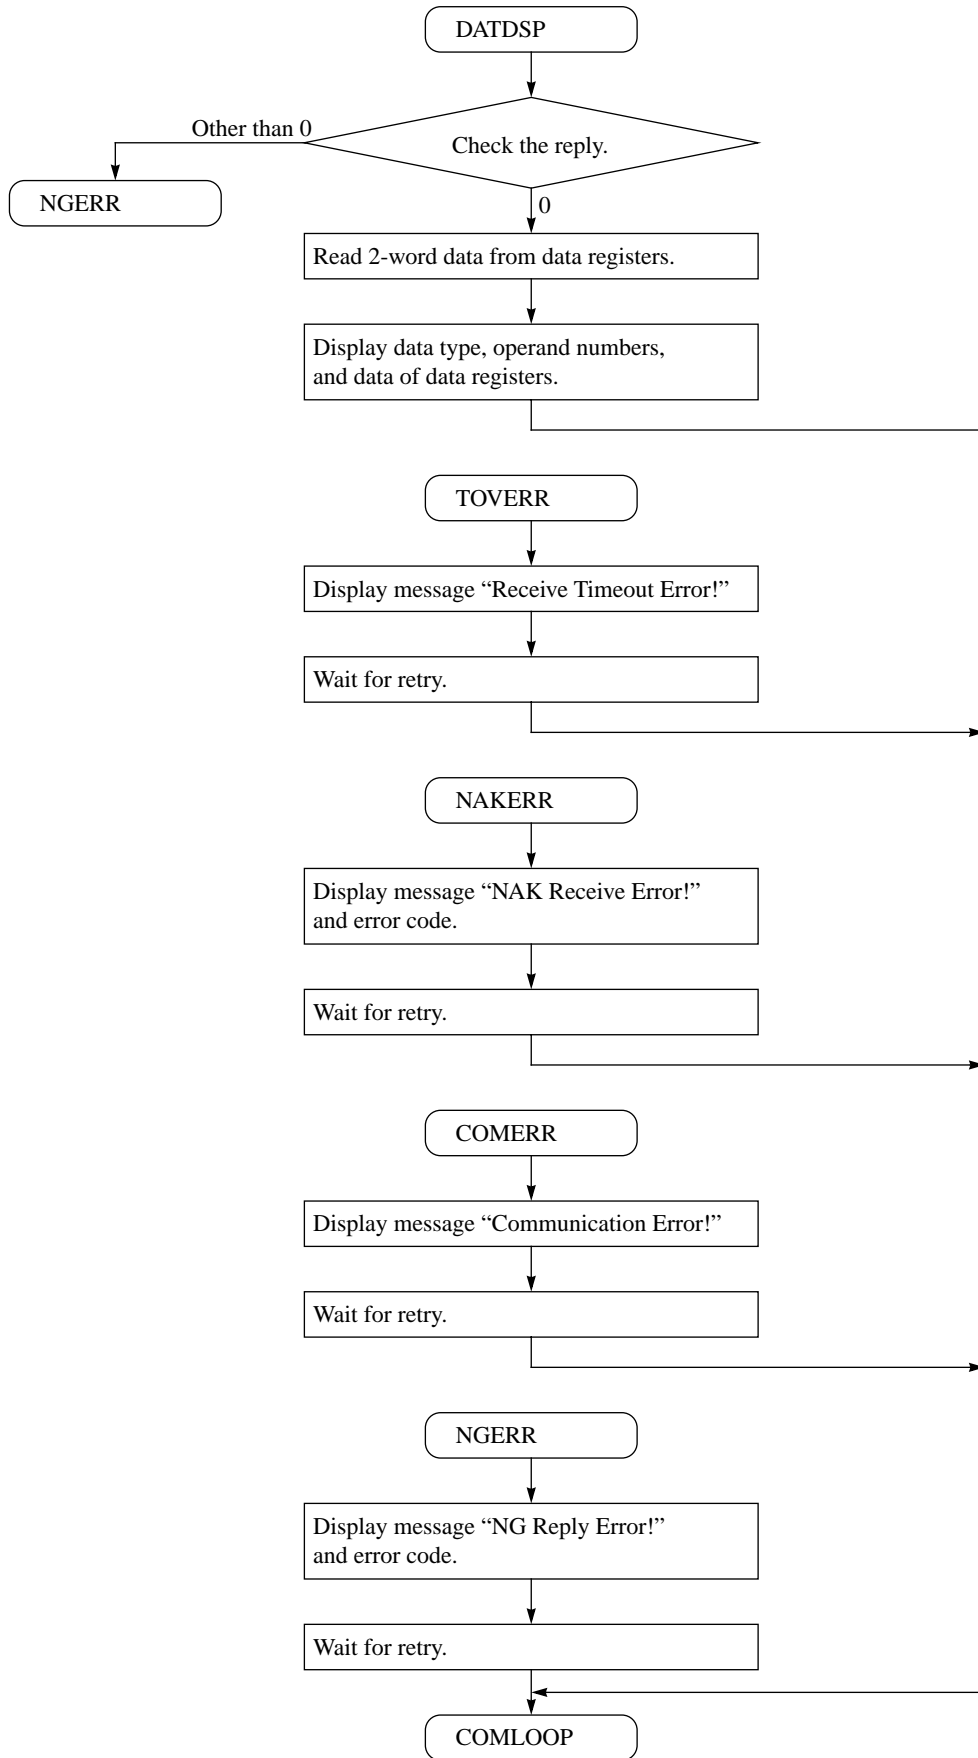 DATDSP
Other than 0
Check the reply.
NGERR
0
Read 2-word data from data registers.
Display data type, operand numbers,
and data of data registers.
TOVERR
Display message “Receive Timeout Error!”
Wait for retry.
NAKERR
Display message “NAK Receive Error!”
and error code.
Wait for retry.
COMERR
Display message “Communication Error!”
Wait for retry.
NGERR
Display message “NG Reply Error!”
and error code.
Wait for retry.
COMLOOP